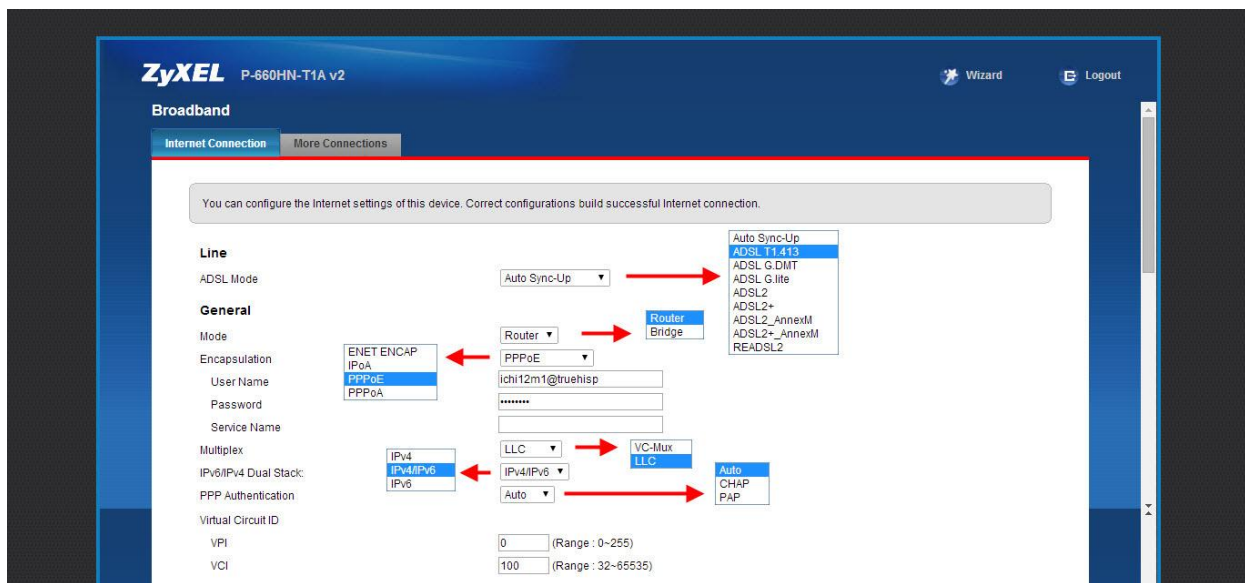 ZyXEL P-660HN-T1A v2
Wizard
Logout
Broadband
Internet Connection
More Connections
You can configure the Internet settings of this device. Correct configurations build successful Internet connection.
Line
ADSL Mode
Auto Sync-Up
Auto Sync-Up
ADSL T1.413
ADSL G.DMT
ADSL G.lite
ADSL2
ADSL2+
ADSL2_AnnexM
ADSL2+_AnnexM
READSL2
General
Mode
Router
Router
Bridge
Encapsulation
PPPoE
ENET ENCAP
IPoA
PPPoE
PPPoA
User Name
ichi12m1@truehisp
Password
••••••••
Service Name
Multiplex
LLC
VC-Mux
LLC
IPv6/IPv4 Dual Stack:
IPv4/IPv6
IPv4
IPv4/IPv6
IPv6
PPP Authentication
Auto
Auto
CHAP
PAP
Virtual Circuit ID
VPI
0 (Range : 0~255)
VCI
100 (Range : 32~65535)